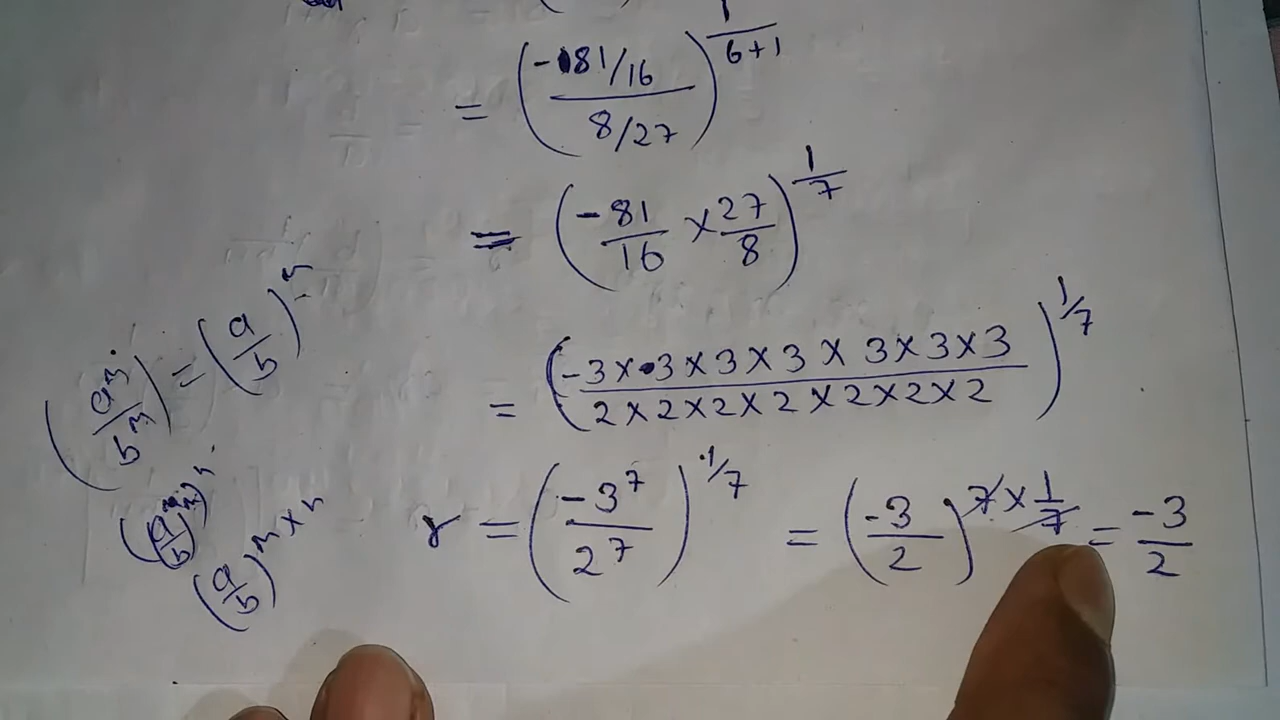 = (-81/16 / 8/27)^1/6+1
= (-81/16 × 27/8)^1/7
= (-3×3×3×3×3×3×3 / 2×2×2×2×2×2×2)^1/7
r = (-3^7 / 2^7)^1/7 = (-3/2)^7×1/7 = -3/2
(a^m / b^m) = (a/b)^m
((a/b)^m)^n
(a/b)^m×n